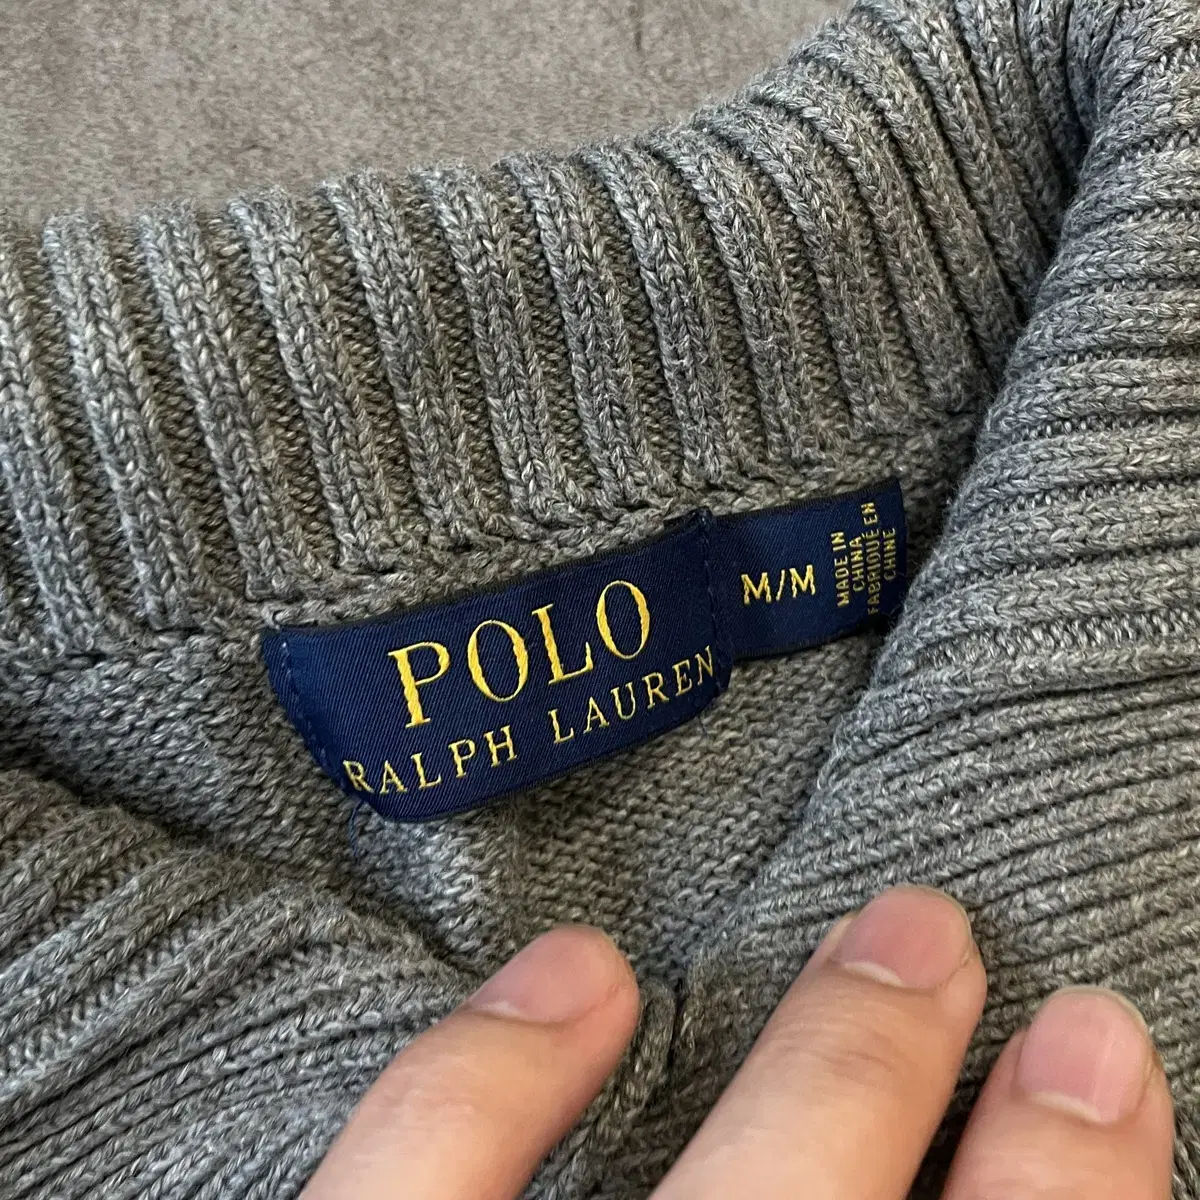 POLO
RALPH LAUREN
M/M
MADE IN
CHINA
FABRIQUÉ EN
CHINE